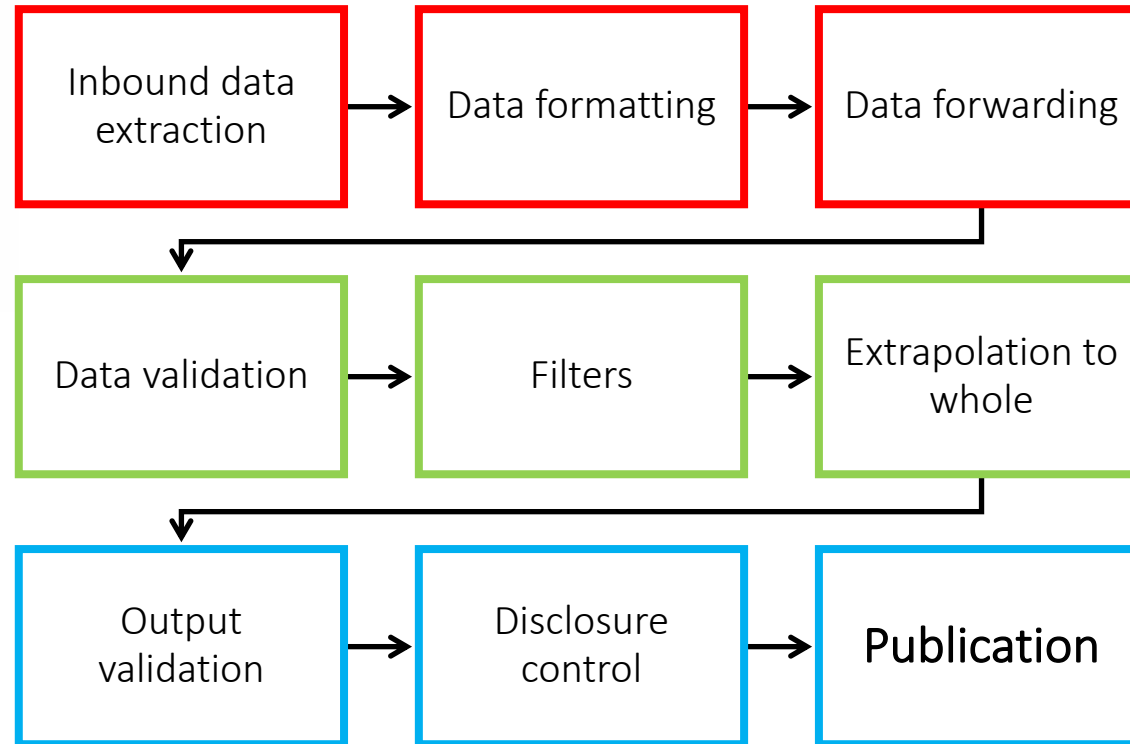 Inbound data
extraction
Data formatting
Data forwarding
Data validation
Filters
Extrapolation to
whole
Output
validation
Disclosure
control
Publication